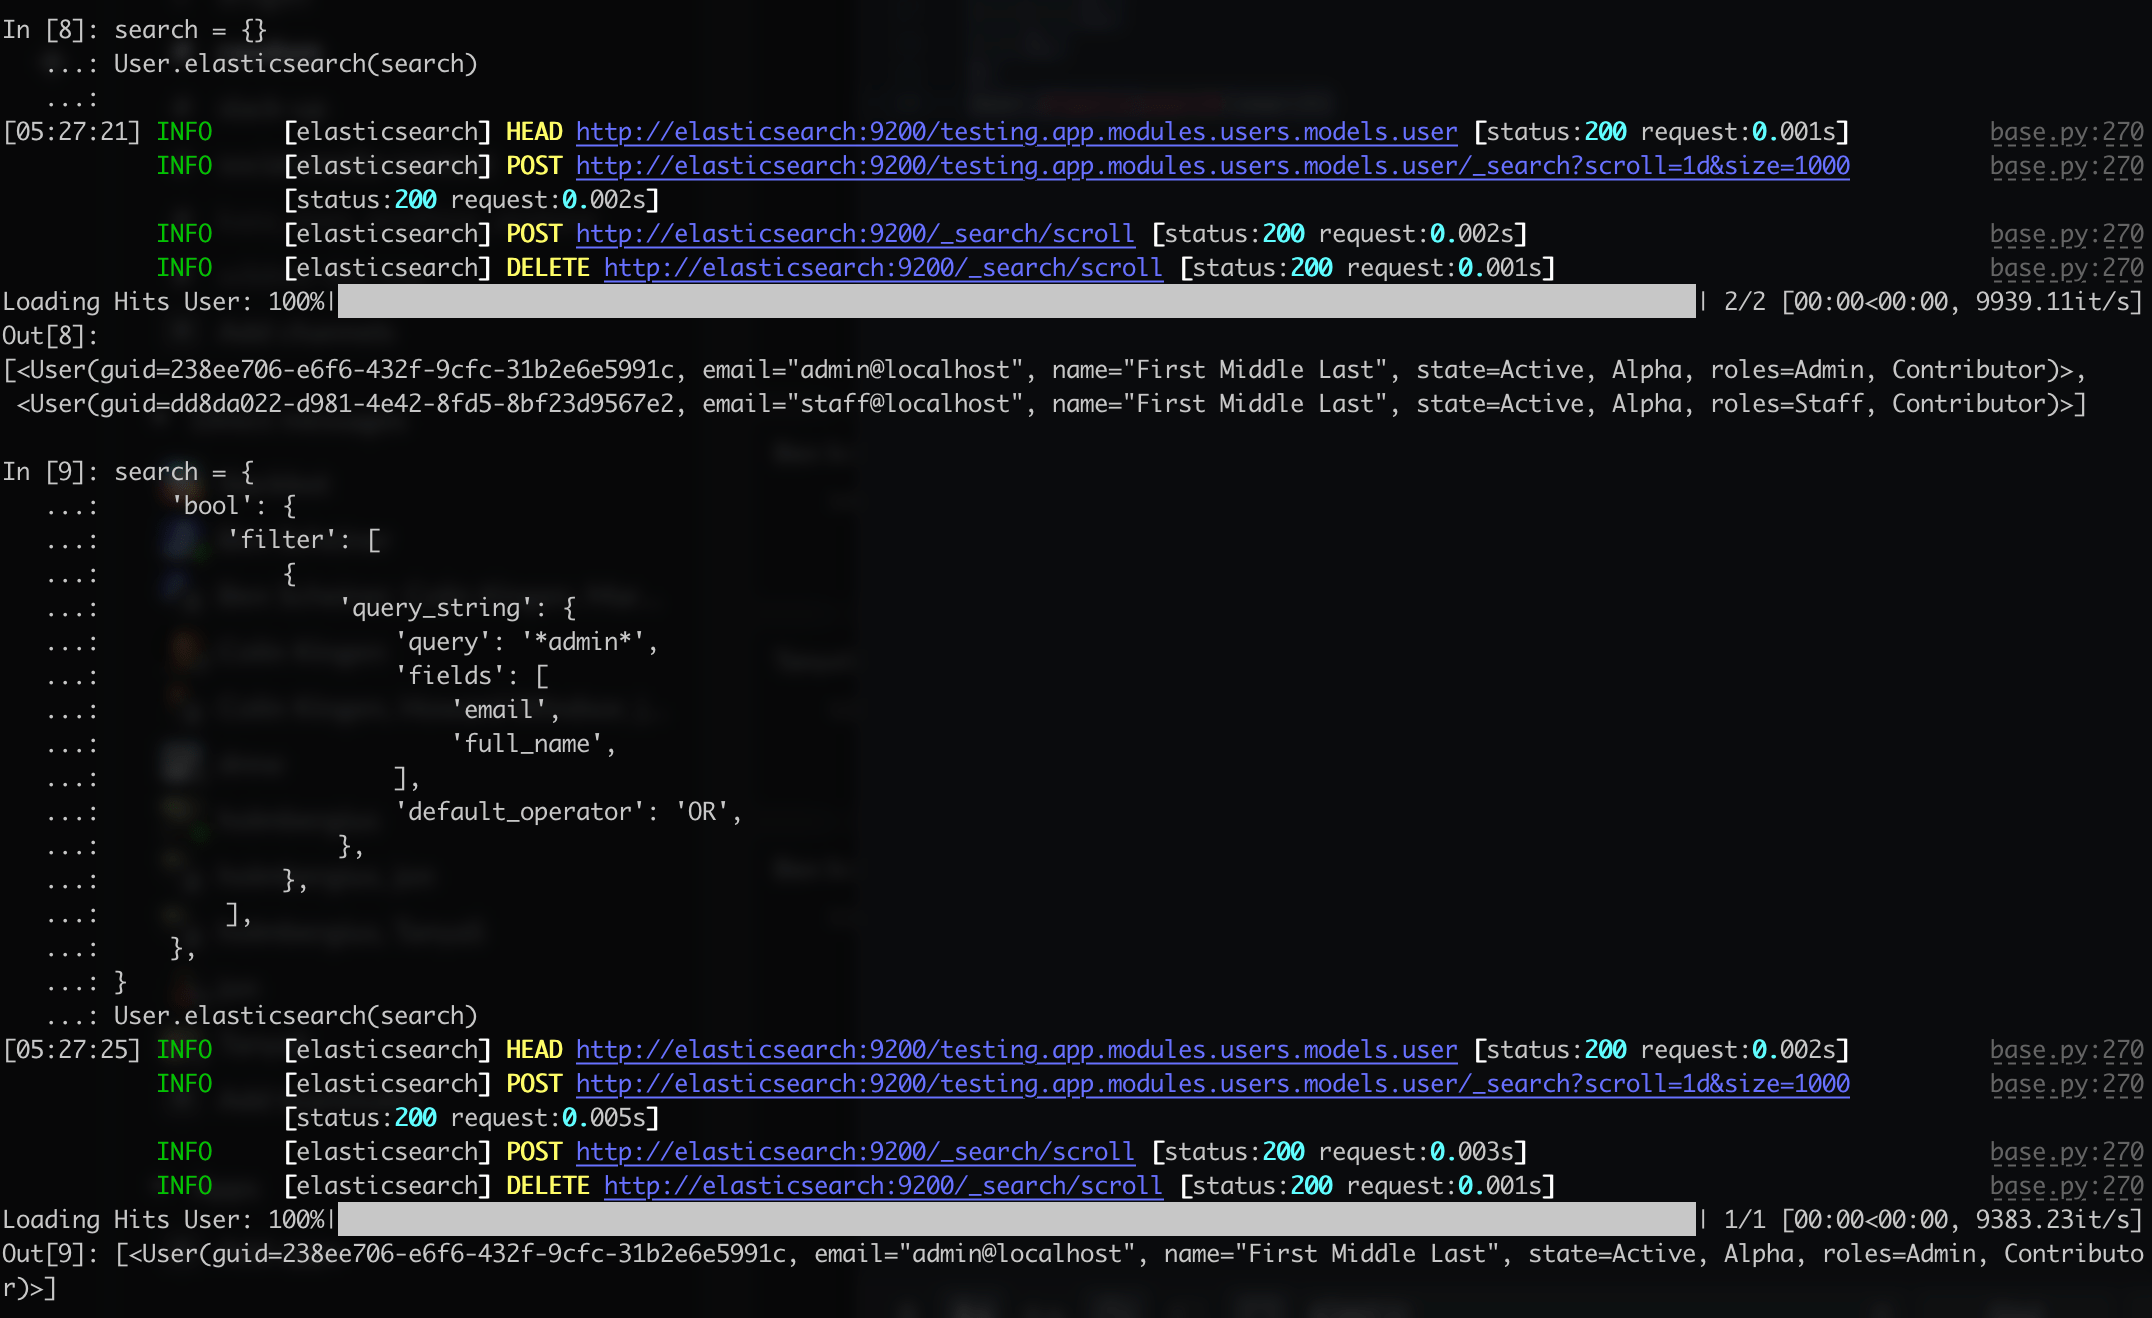 In [8]: search = {}
   ...: User.elasticsearch(search)
   ...:
[05:27:21] INFO     [elasticsearch] HEAD http://elasticsearch:9200/testing.app.modules.users.models.user [status:200 request:0.001s]          base.py:270
           INFO     [elasticsearch] POST http://elasticsearch:9200/testing.app.modules.users.models.user/_search?scroll=1d&size=1000          base.py:270
                    [status:200 request:0.002s]
           INFO     [elasticsearch] POST http://elasticsearch:9200/_search/scroll [status:200 request:0.002s]                                 base.py:270
           INFO     [elasticsearch] DELETE http://elasticsearch:9200/_search/scroll [status:200 request:0.001s]                               base.py:270
Loading Hits User: 100%|| 2/2 [00:00<00:00, 9939.11it/s]
Out[8]:
[<User(guid=238ee706-e6f6-432f-9cfc-31b2e6e5991c, email="admin@localhost", name="First Middle Last", state=Active, Alpha, roles=Admin, Contributor)>,
 <User(guid=dd8da022-d981-4e42-8fd5-8bf23d9567e2, email="staff@localhost", name="First Middle Last", state=Active, Alpha, roles=Staff, Contributor)>]
In [9]: search = {
   ...:     'bool': {
   ...:         'filter': [
   ...:             {
   ...:                 'query_string': {
   ...:                     'query': '*admin*',
   ...:                     'fields': [
   ...:                         'email',
   ...:                         'full_name',
   ...:                     ],
   ...:                     'default_operator': 'OR',
   ...:                 },
   ...:             },
   ...:         ],
   ...:     },
   ...: }
   ...: User.elasticsearch(search)
[05:27:25] INFO     [elasticsearch] HEAD http://elasticsearch:9200/testing.app.modules.users.models.user [status:200 request:0.002s]          base.py:270
           INFO     [elasticsearch] POST http://elasticsearch:9200/testing.app.modules.users.models.user/_search?scroll=1d&size=1000          base.py:270
                    [status:200 request:0.005s]
           INFO     [elasticsearch] POST http://elasticsearch:9200/_search/scroll [status:200 request:0.003s]                                 base.py:270
           INFO     [elasticsearch] DELETE http://elasticsearch:9200/_search/scroll [status:200 request:0.001s]                               base.py:270
Loading Hits User: 100%|| 1/1 [00:00<00:00, 9383.23it/s]
Out[9]: [<User(guid=238ee706-e6f6-432f-9cfc-31b2e6e5991c, email="admin@localhost", name="First Middle Last", state=Active, Alpha, roles=Admin, Contributo
r)>]